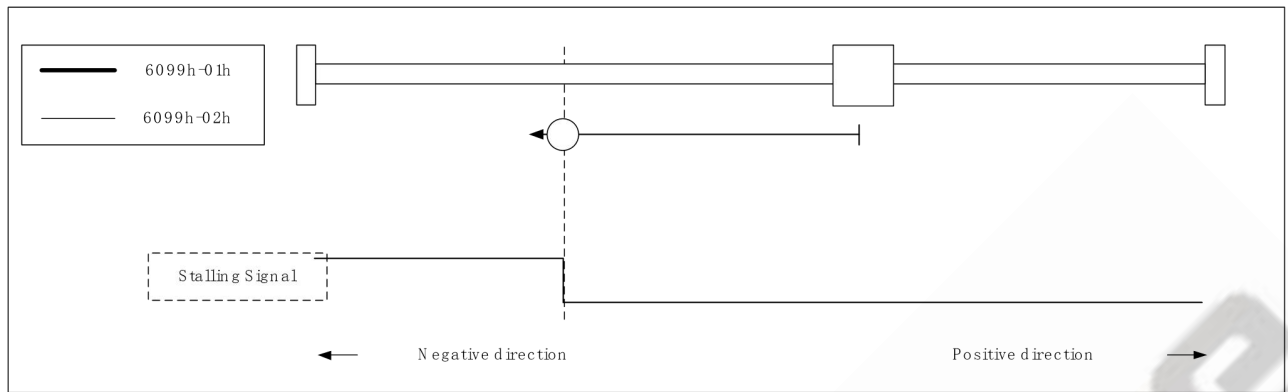 6099h-01h
6099h-02h
Stalling Signal
Negative direction
Positive direction